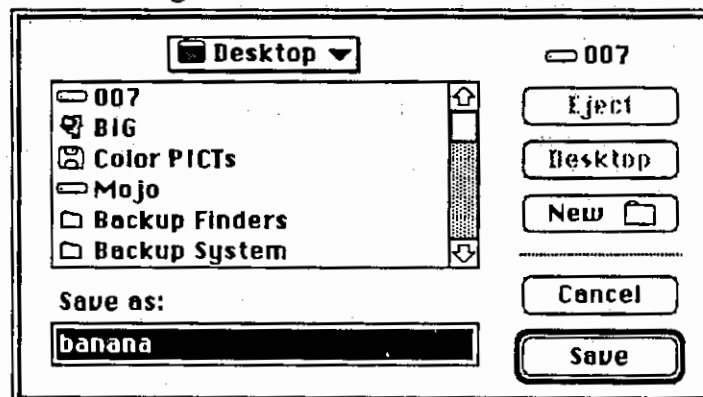 Desktop
007
007
BIG
Color PICTs
Mojo
Backup Finders
Backup System
Eject
Desktop
New
Cancel
Save as:
banana
Save